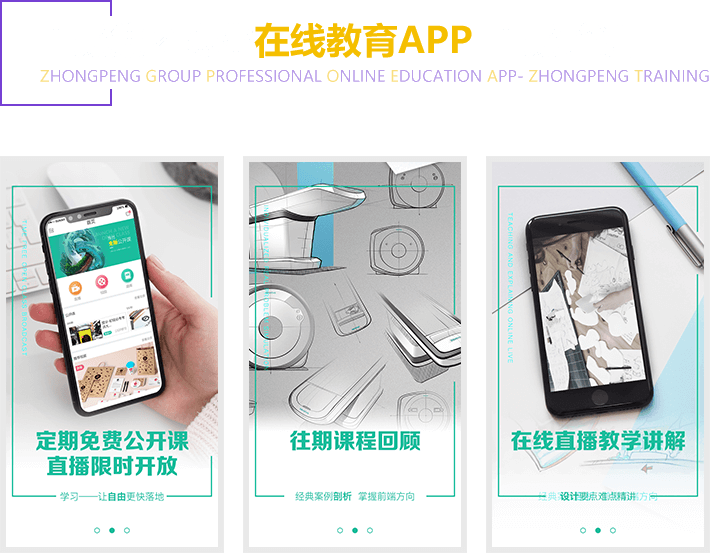 在线教育APP
ZHONGPENG GROUP PROFESSIONAL ONLINE EDUCATION APP- ZHONGPENG TRAINING
定期免费公开课
直播限时开放
学习——让自由更快落地
往期课程回顾
经典案例剖析 掌握前端方向
TEACHING AND EXPLAINING ONLINE LIVE
在线直播教学讲解
设计要点难点精讲